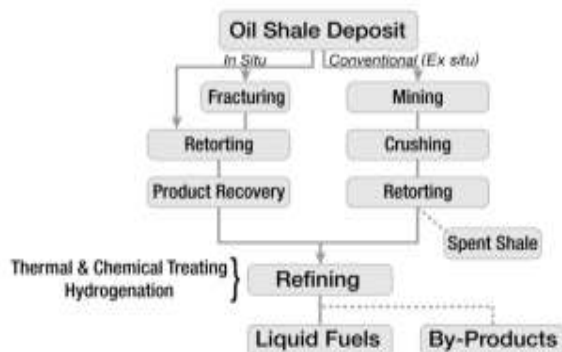 Oil Shale Deposit
In Situ
Conventional (Ex situ)
Fracturing
Mining
Retorting
Crushing
Product Recovery
Retorting
Spent Shale
Thermal & Chemical Treating
Hydrogenation
Refining
Liquid Fuels
By-Products